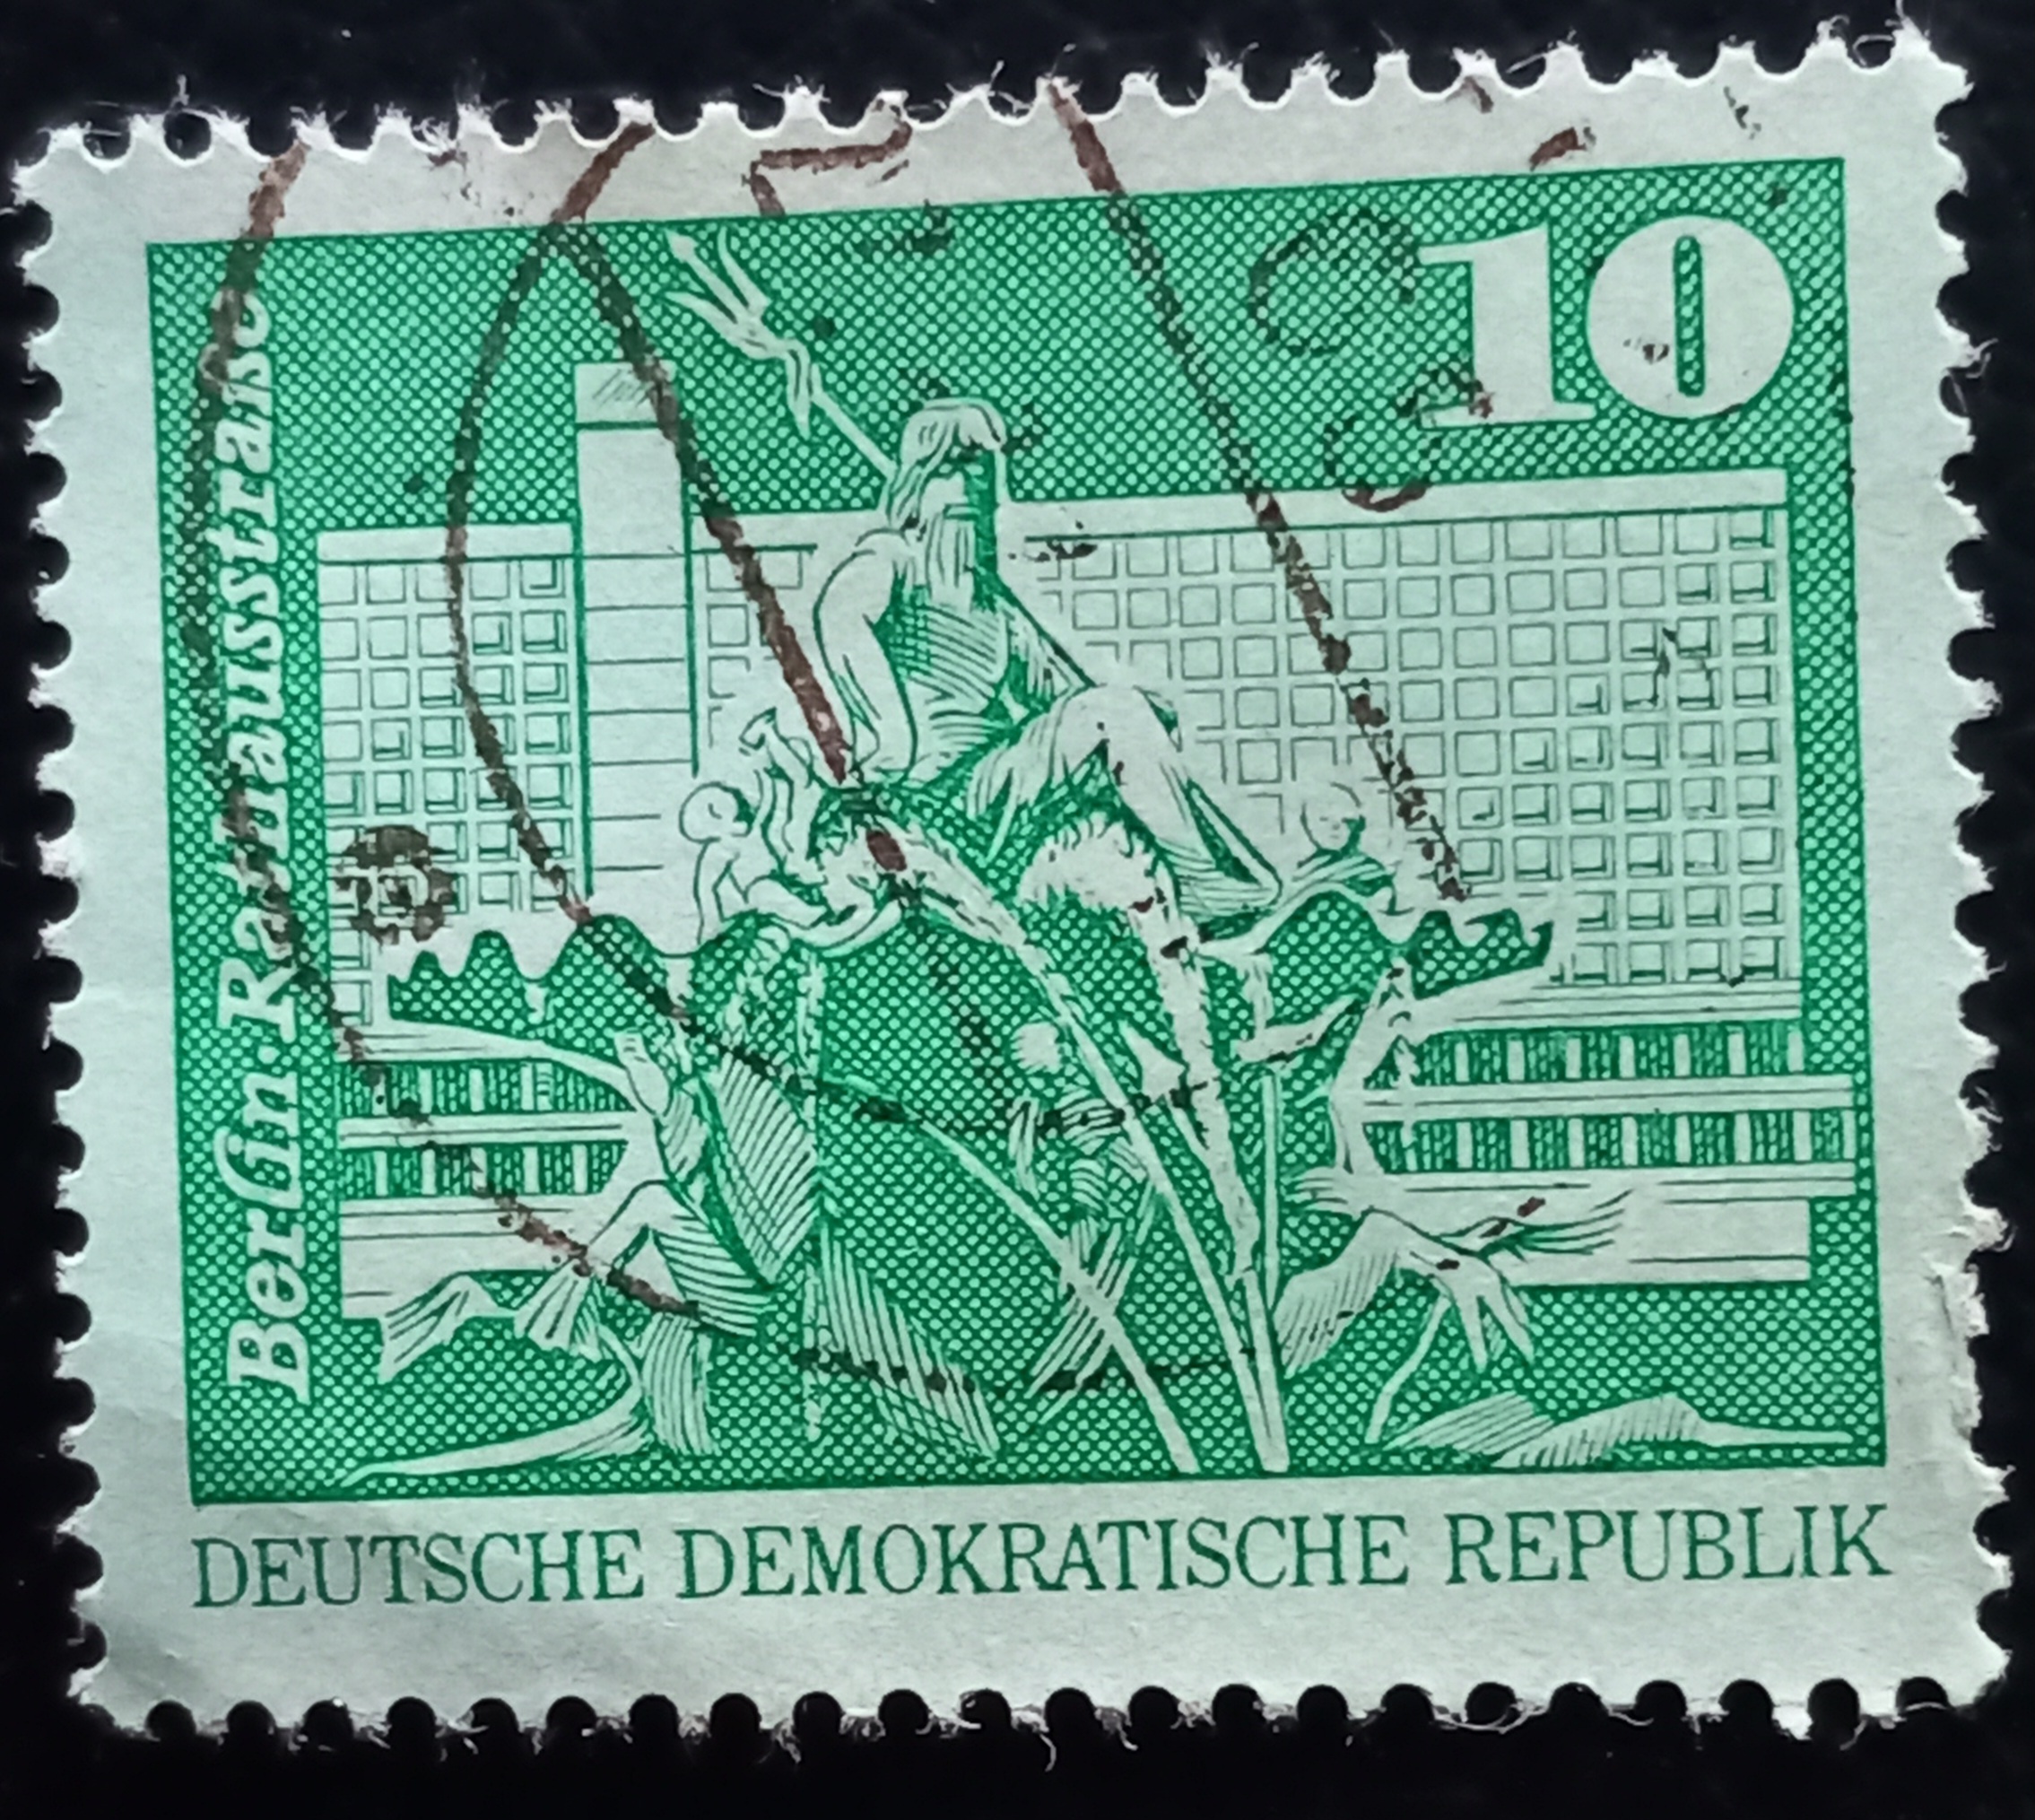 10
Berlin. Rathausstraße
DEUTSCHE DEMOKRATISCHE REPUBLIK